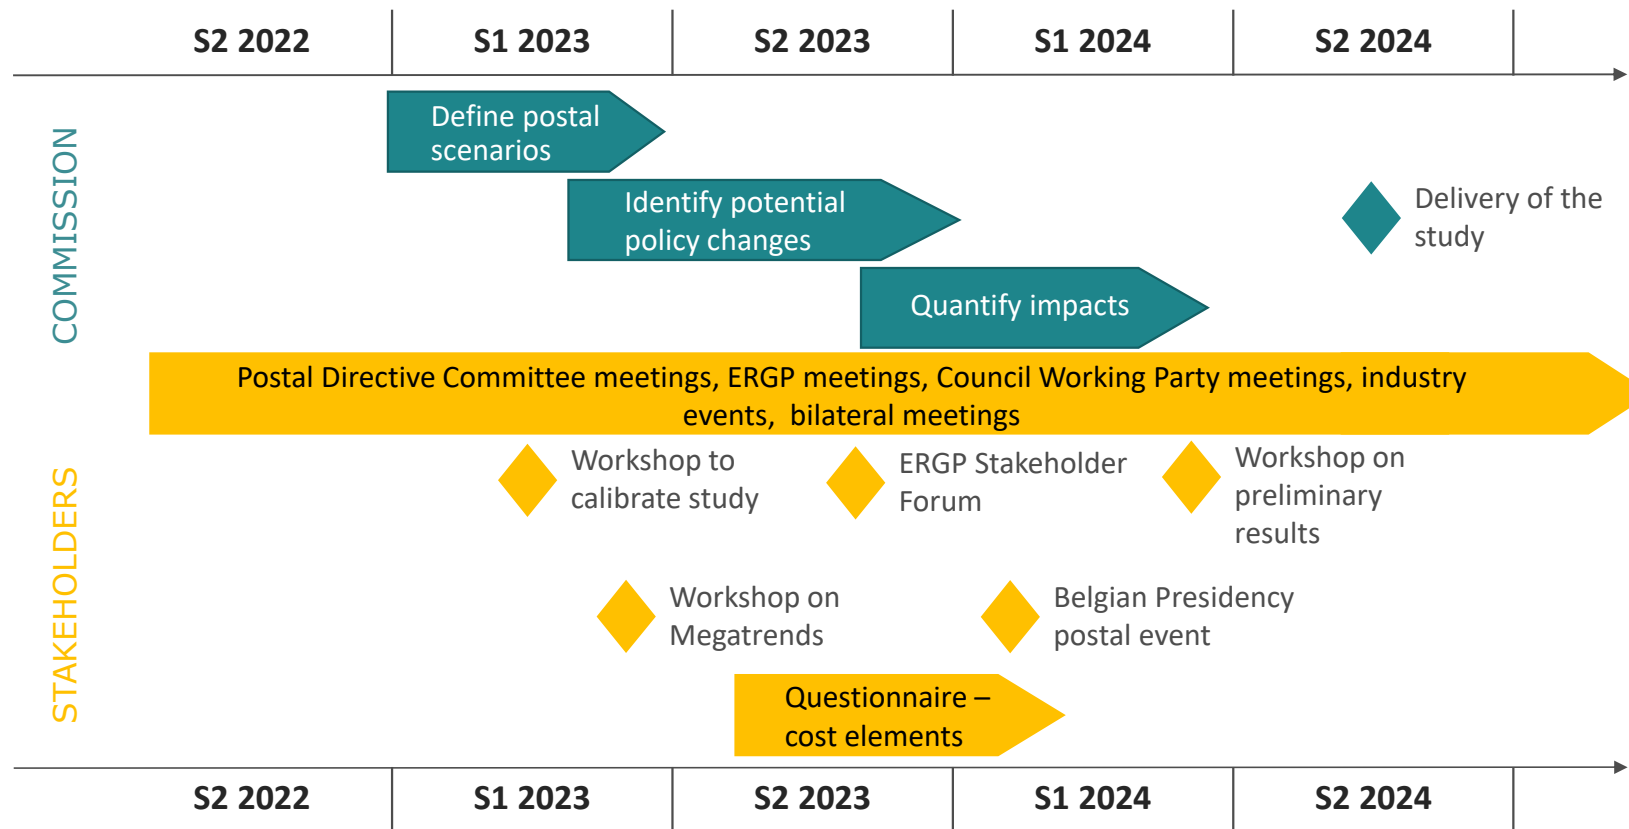 S2 2022 S1 2023 S2 2023 S1 2024 S2 2024
COMMISSION
Define postal
scenarios
Identify potential
policy changes
Delivery of the
study
Quantify impacts
Postal Directive Committee meetings, ERGP meetings, Council Working Party meetings, industry
events, bilateral meetings
STAKEHOLDERS
Workshop to
calibrate study
ERGP Stakeholder
Forum
Workshop on
preliminary
results
Workshop on
Megatrends
Belgian Presidency
postal event
Questionnaire –
cost elements
S2 2022 S1 2023 S2 2023 S1 2024 S2 2024